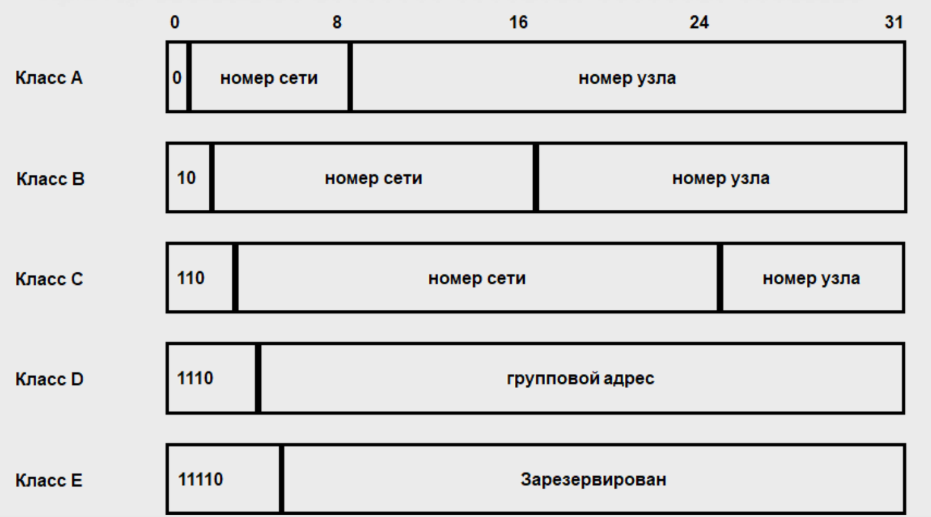 0 8 16 24 31
Класс A 0 номер сети номер узла
Класс B 10 номер сети номер узла
Класс C 110 номер сети номер узла
Класс D 1110 групповой адрес
Класс E 11110 Зарезервирован